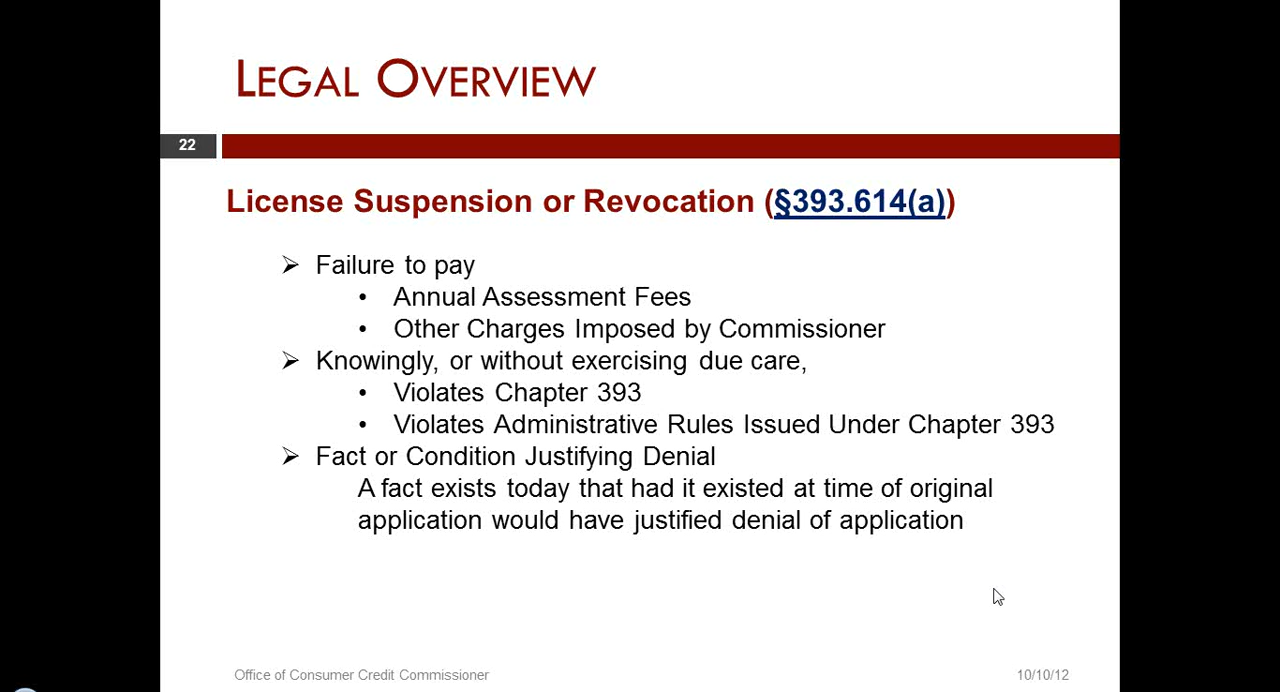 LEGAL OVERVIEW
22
License Suspension or Revocation (§393.614(a))
➢ Failure to pay
• Annual Assessment Fees
• Other Charges Imposed by Commissioner
➢ Knowingly, or without exercising due care,
• Violates Chapter 393
• Violates Administrative Rules Issued Under Chapter 393
➢ Fact or Condition Justifying Denial
A fact exists today that had it existed at time of original
application would have justified denial of application
Office of Consumer Credit Commissioner
10/10/12